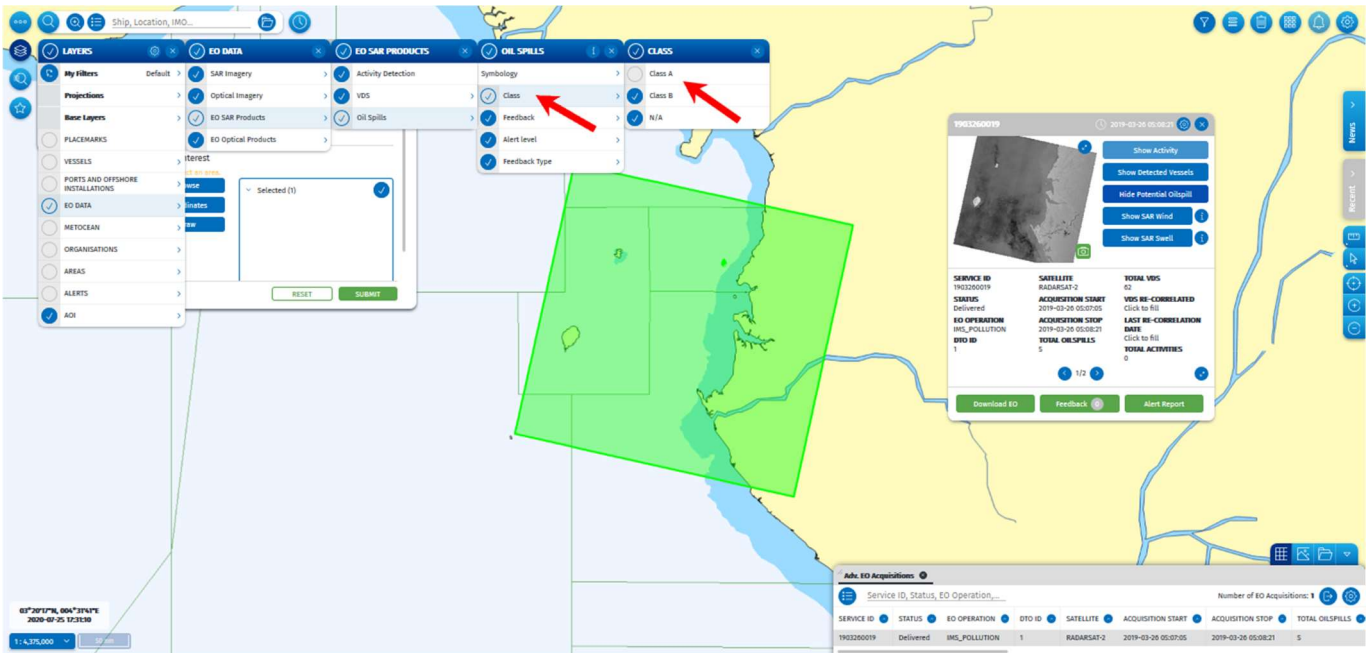 Ship, Location, IMO...
LAYERS
My Filters Default
Projections
Base Layers
PLACEMARKS
VESSELS
PORTS AND OFFSHORE
INSTALLATIONS
EO DATA
METOCEAN
ORGANISATIONS
AREAS
ALERTS
AOI
EO DATA
SAR Imagery
Optical Imagery
EO SAR Products
EO Optical Products
EO SAR PRODUCTS
Activity Detection
VDS
Oil Spills
OIL SPILLS
Symbology
Class
Feedback
Alert level
Feedback Type
CLASS
Class A
Class B
N/A
Selected (1)
RESET
SUBMIT
1903260019
2019-03-26 05:08:21
Show Activity
Show Detected Vessels
Hide Potential Oilspill
Show SAR Wind
Show SAR Swell
SERVICE ID
1903260019
SATELLITE
RADARSAT-2
TOTAL VDS
62
STATUS
Delivered
ACQUISITION START
2019-03-26 05:07:05
VDS RE-CORRELATED
Click to fill
EO OPERATION
IMS_POLLUTION
ACQUISITION STOP
2019-03-26 05:08:21
LAST RE-CORRELATION
DATE
Click to fill
DTO ID
1
TOTAL OILSPILLS
5
TOTAL ACTIVITIES
0
1/2
Download EO
Feedback 0
Alert Report
News
Recent
Adv. EO Acquisitions
Service ID, Status, EO Operation,...
Number of EO Acquisitions: 1
SERVICE ID STATUS EO OPERATION DTO ID SATELLITE ACQUISITION START ACQUISITION STOP TOTAL OILSPILLS
1903260019 Delivered IMS_POLLUTION 1 RADARSAT-2 2019-03-26 05:07:05 2019-03-26 05:08:21 5
03°20'17"N, 004°31'41"E
2020-07-25 17:31:10
1 : 4,375,000